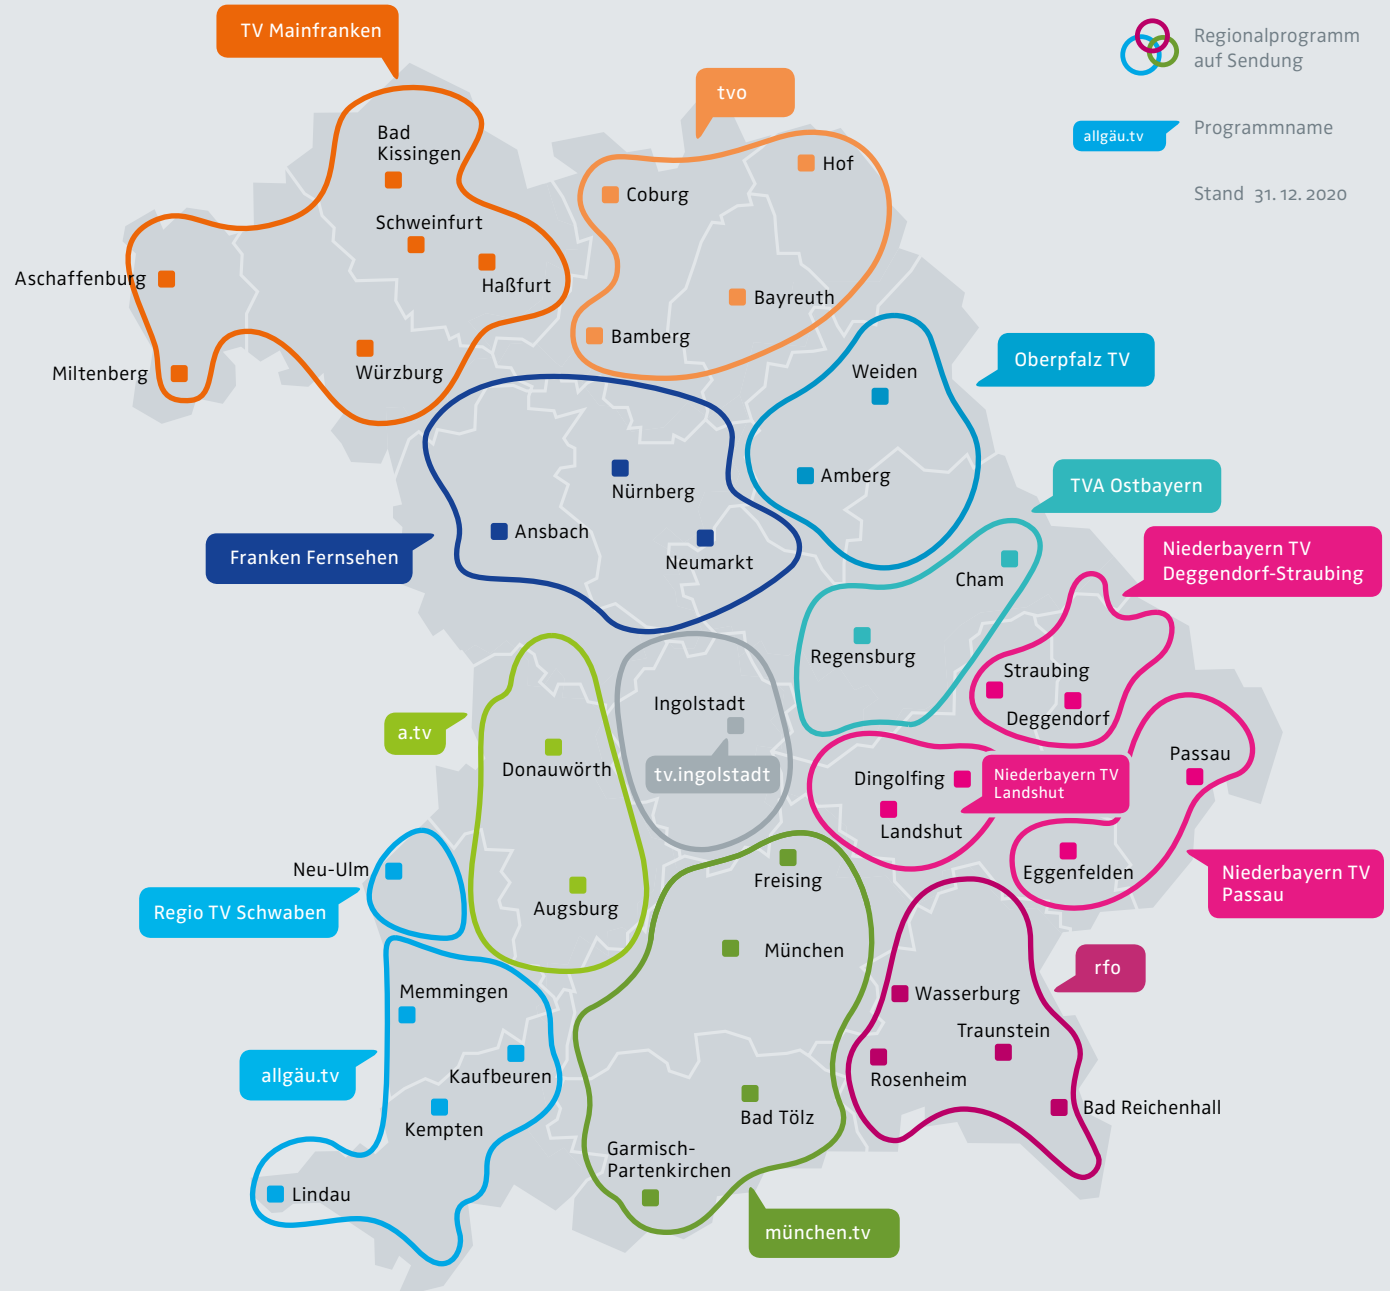 TV Mainfranken
Regionalprogramm
auf Sendung
tvo
allgäu.tv
Programmname
Stand 31. 12. 2020
Bad
Kissingen
Hof
Coburg
Schweinfurt
Aschaffenburg
Haßfurt
Bayreuth
Bamberg
Miltenberg
Würzburg
Oberpfalz TV
Weiden
Amberg
TVA Ostbayern
Nürnberg
Ansbach
Neumarkt
Franken Fernsehen
Niederbayern TV
Deggendorf-Straubing
Cham
Regensburg
Straubing
Deggendorf
Ingolstadt
a.tv
tv.ingolstadt
Donauwörth
Passau
Dingolfing
Niederbayern TV
Landshut
Landshut
Neu-Ulm
Freising
Eggenfelden
Niederbayern TV
Passau
Regio TV Schwaben
Augsburg
München
rfo
Memmingen
Wasserburg
Traunstein
allgäu.tv
Kaufbeuren
Rosenheim
Bad Tölz
Bad Reichenhall
Kempten
Garmisch-
Partenkirchen
Lindau
münchen.tv